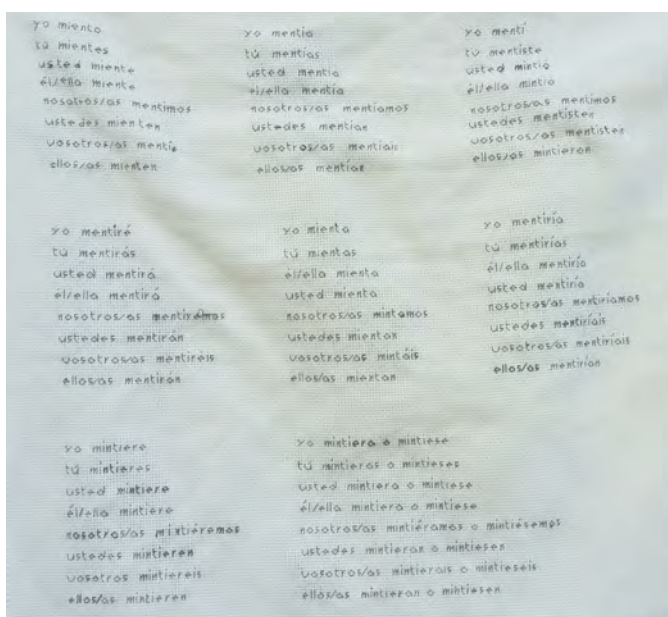 yo miento
tú mientes
usted miente
él/ella miente
nosotros/as mentimos
ustedes mienten
vosotros/as mentís
ellos/as mienten
yo mentía
tú mentías
usted mentía
él/ella mentía
nosotros/as mentíamos
ustedes mentían
vosotros/as mentíais
ellos/as mentían
yo mentí
tú mentiste
usted mintió
él/ella mintió
nosotros/as mentimos
ustedes mentisteis
vosotros/as mentisteis
ellos/as mintieron
yo mentiré
tú mentirás
usted mentirá
él/ella mentirá
nosotros/as mentirémos
ustedes mentirán
vosotros/as mentiréis
ellos/as mentirán
yo mienta
tú mientas
él/ella mienta
usted mienta
nosotros/as mintamos
ustedes mientan
vosotros/as mintáis
ellos/as mientan
yo mentiría
tú mentirías
él/ella mentiría
usted mentiría
nosotros/as mentiríamos
ustedes mentiríais
vosotros/as mentiríais
ellos/as mentirían
yo mintiere
tú mintieres
usted mintiere
él/ella mintiere
nosotros/as mintiéremos
ustedes mintieren
vosotros mintiereis
ellos/as mintieren
yo mintiera o mintiese
tú mintieras o mintieses
usted mintiera o mintiese
él/ella mintiera o mintiese
nosotros/as mintiéramos o mintiésemos
ustedes mintieran o mintiesen
vosotros/as mintierais o mintieseis
ellos/as mintieran o mintiesen